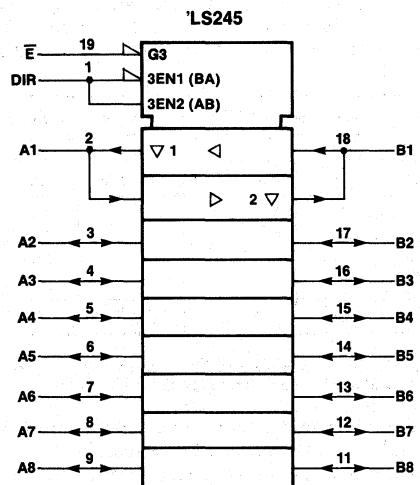 'LS245
E̅ 19 G3
DIR 1 3EN1 (BA)
3EN2 (AB)
A1 2 ▽ 1 ◁ 18 B1
▷ 2 ▽
A2 3 17 B2
A3 4 16 B3
A4 5 15 B4
A5 6 14 B5
A6 7 13 B6
A7 8 12 B7
A8 9 11 B8